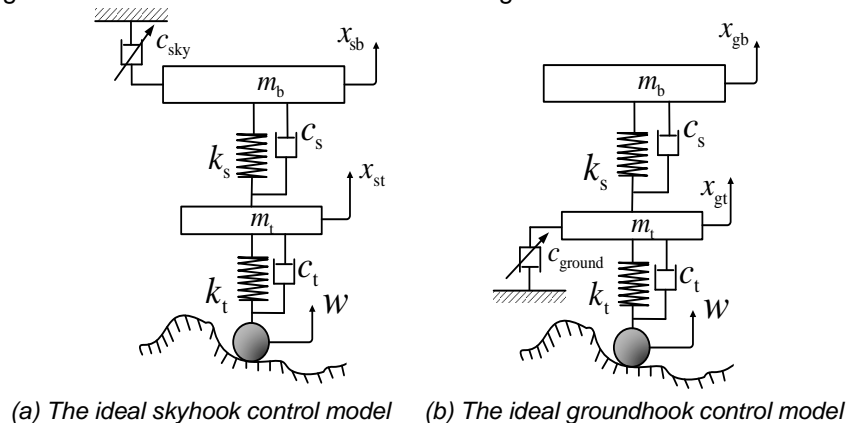 c_sky
x_sb
m_b
k_s
c_s
x_st
m_t
k_t
c_t
w
(a) The ideal skyhook control model
x_gb
m_b
k_s
c_s
x_gt
m_t
c_ground
k_t
c_t
w
(b) The ideal groundhook control model